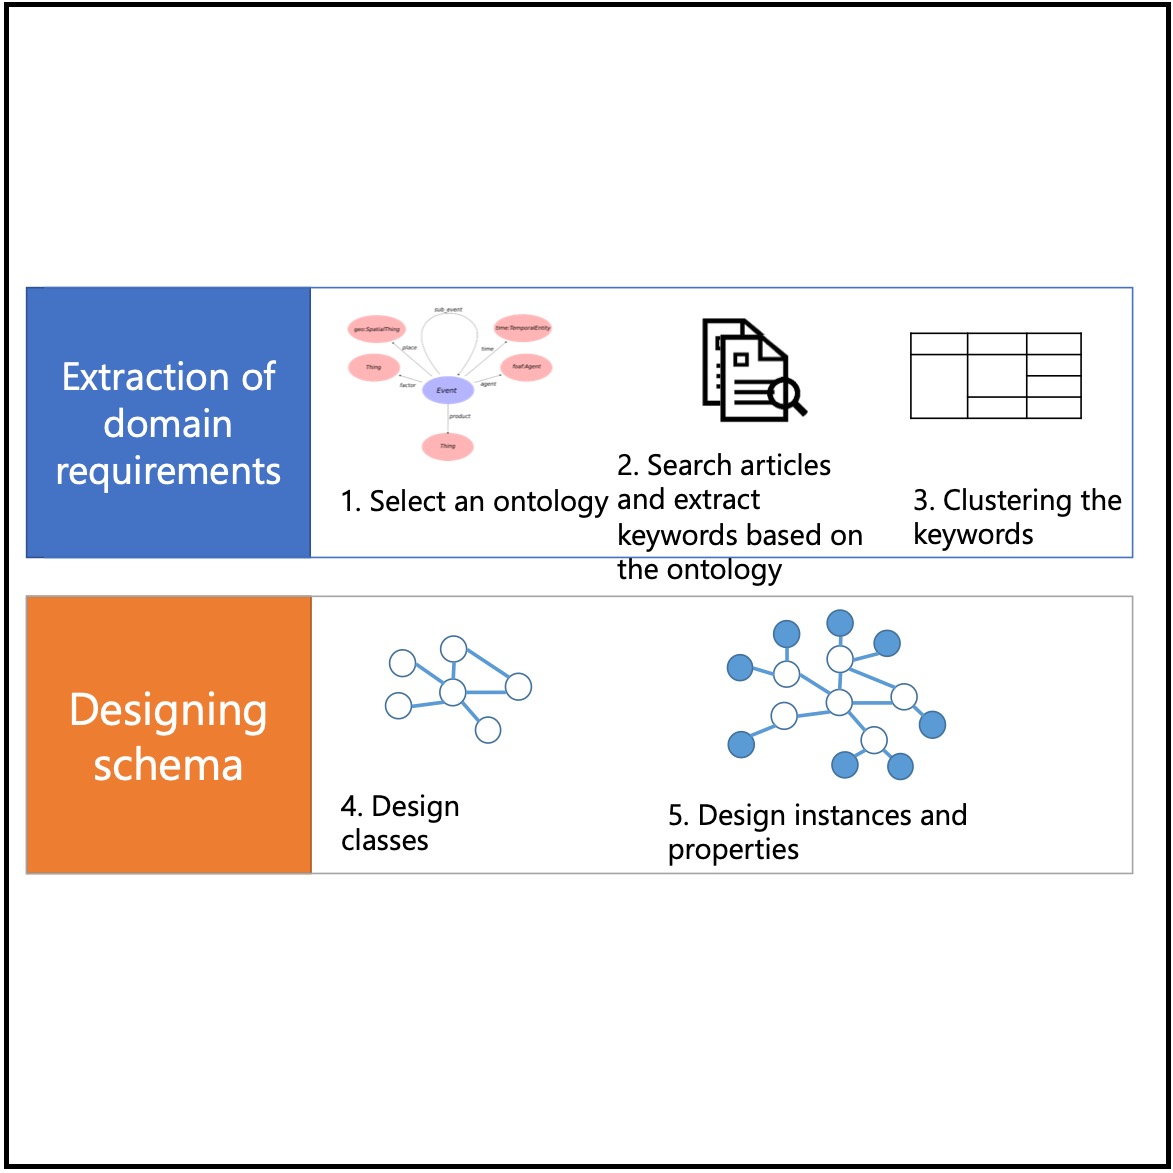 Extraction of
domain
requirements
sub_event
geo:SpatialThing
time:TemporalEntity
place
time
Thing
foaf:Agent
factor
agent
Event
product
Thing
1. Select an ontology
2. Search articles
and extract
keywords based on
the ontology
3. Clustering the
keywords
Designing
schema
4. Design
classes
5. Design instances and
properties